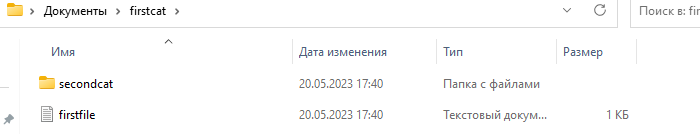 Документы > firstcat >
Поиск в: fir
Имя Дата изменения Тип Размер
secondcat 20.05.2023 17:40 Папка с файлами
firstfile 20.05.2023 17:40 Текстовый докум... 1 КБ